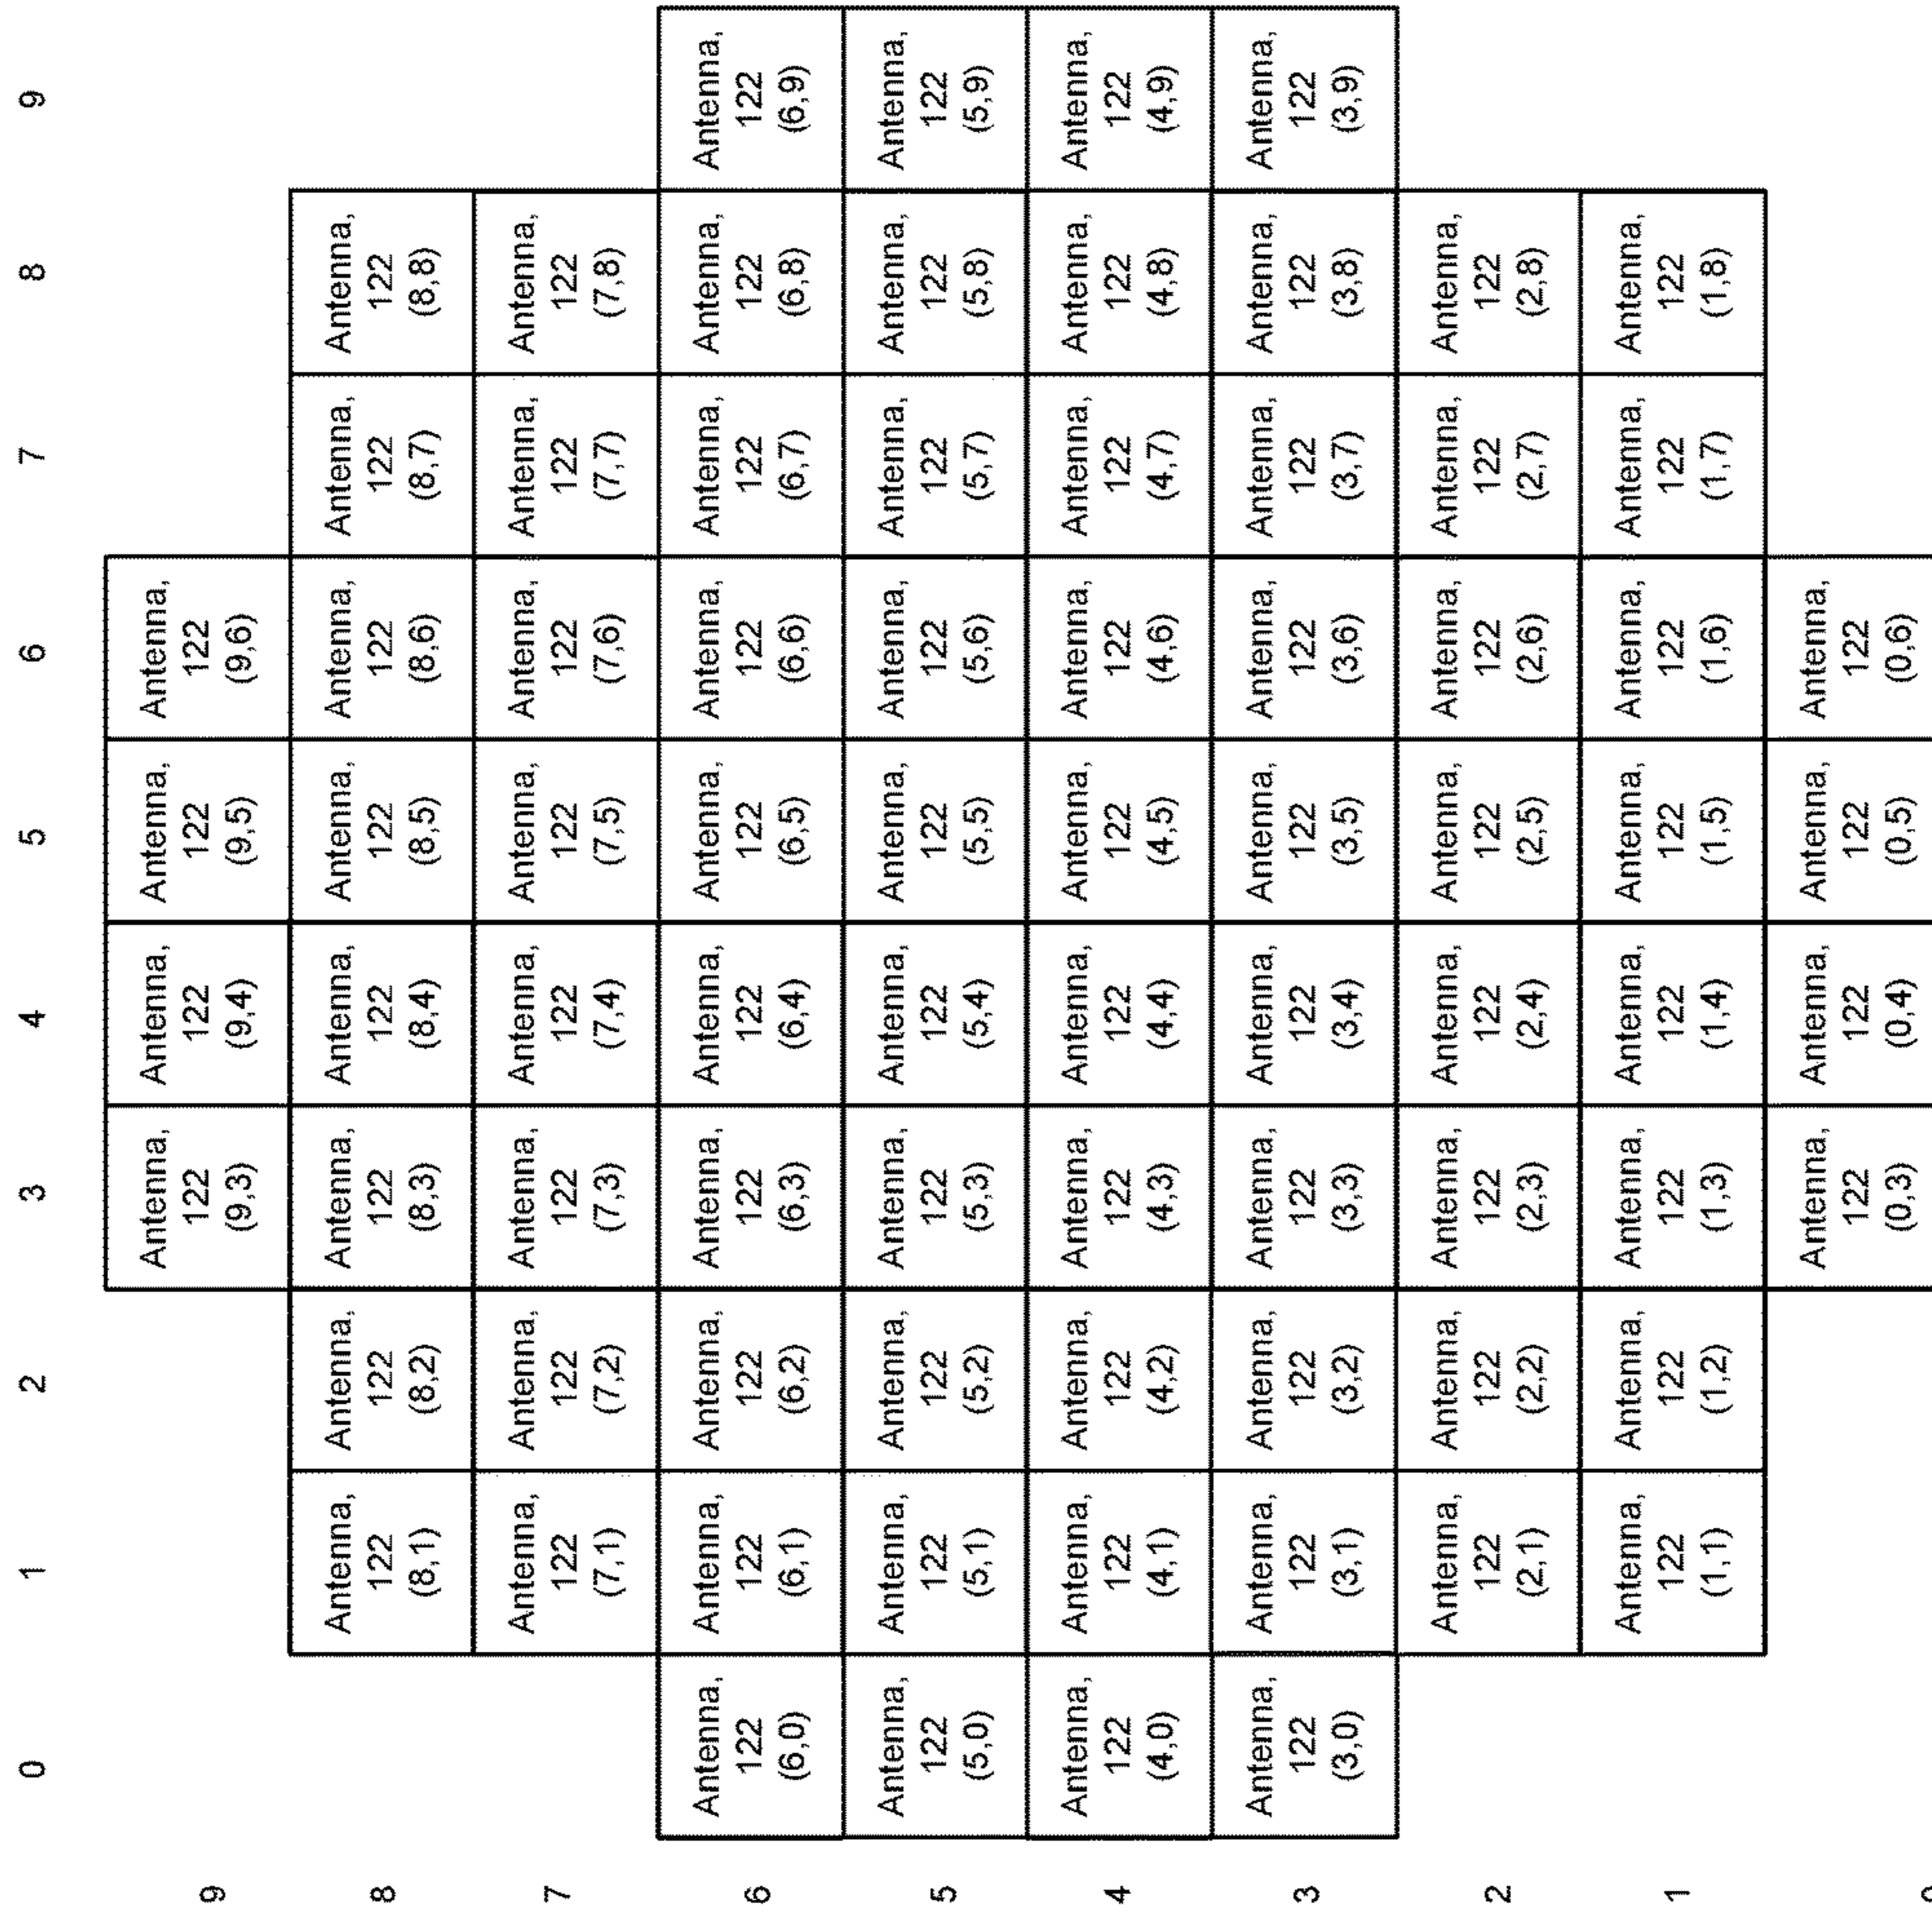 0 1 2 3 4 5 6 7 8 9
Antenna, Antenna, Antenna, Antenna,
9 122 122 122 122
(9,3) (9,4) (9,5) (9,6)
Antenna, Antenna, Antenna, Antenna, Antenna, Antenna, Antenna, Antenna,
8 122 122 122 122 122 122 122 122
(8,1) (8,2) (8,3) (8,4) (8,5) (8,6) (8,7) (8,8)
Antenna, Antenna, Antenna, Antenna, Antenna, Antenna, Antenna, Antenna,
7 122 122 122 122 122 122 122 122
(7,1) (7,2) (7,3) (7,4) (7,5) (7,6) (7,7) (7,8)
Antenna, Antenna, Antenna, Antenna, Antenna, Antenna, Antenna, Antenna, Antenna, Antenna,
6 122 122 122 122 122 122 122 122 122 122
(6,0) (6,1) (6,2) (6,3) (6,4) (6,5) (6,6) (6,7) (6,8) (6,9)
Antenna, Antenna, Antenna, Antenna, Antenna, Antenna, Antenna, Antenna, Antenna, Antenna,
5 122 122 122 122 122 122 122 122 122 122
(5,0) (5,1) (5,2) (5,3) (5,4) (5,5) (5,6) (5,7) (5,8) (5,9)
Antenna, Antenna, Antenna, Antenna, Antenna, Antenna, Antenna, Antenna, Antenna, Antenna,
4 122 122 122 122 122 122 122 122 122 122
(4,0) (4,1) (4,2) (4,3) (4,4) (4,5) (4,6) (4,7) (4,8) (4,9)
Antenna, Antenna, Antenna, Antenna, Antenna, Antenna, Antenna, Antenna, Antenna, Antenna,
3 122 122 122 122 122 122 122 122 122 122
(3,0) (3,1) (3,2) (3,3) (3,4) (3,5) (3,6) (3,7) (3,8) (3,9)
Antenna, Antenna, Antenna, Antenna, Antenna, Antenna, Antenna, Antenna,
2 122 122 122 122 122 122 122 122
(2,1) (2,2) (2,3) (2,4) (2,5) (2,6) (2,7) (2,8)
Antenna, Antenna, Antenna, Antenna, Antenna, Antenna, Antenna, Antenna,
1 122 122 122 122 122 122 122 122
(1,1) (1,2) (1,3) (1,4) (1,5) (1,6) (1,7) (1,8)
Antenna, Antenna, Antenna, Antenna,
122 122 122 122
(0,3) (0,4) (0,5) (0,6)
0